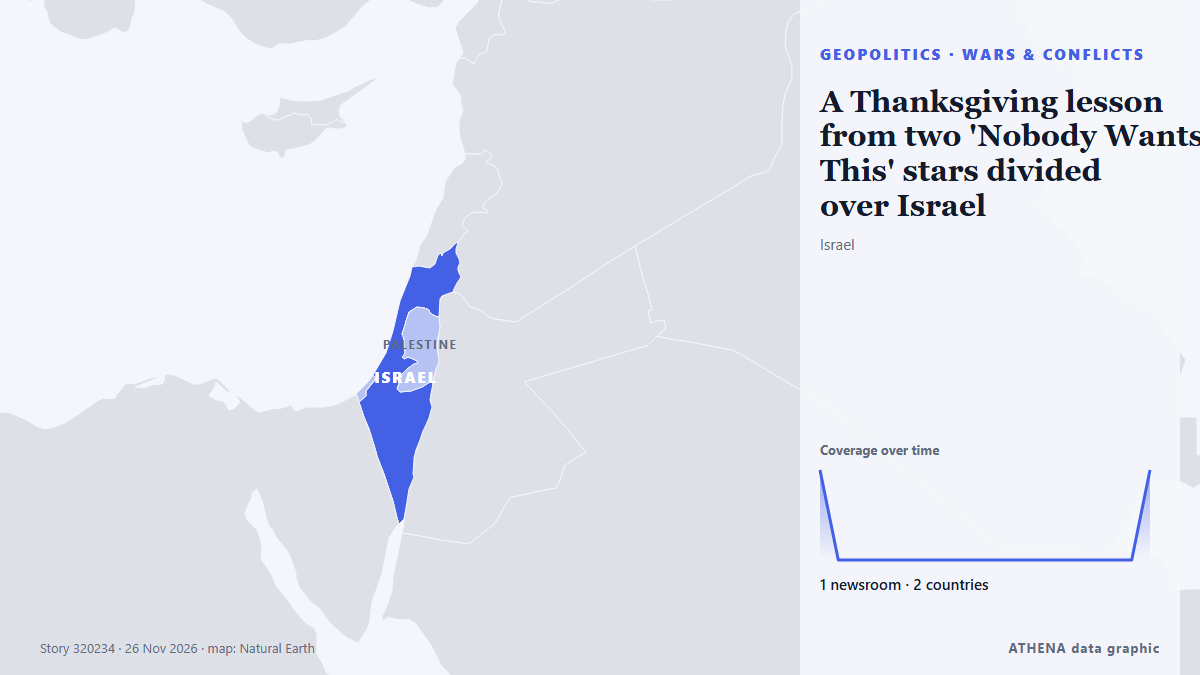 GEOPOLITICS · WARS & CONFLICTS
A Thanksgiving lesson
from two 'Nobody Wants
This' stars divided
over Israel
Israel
PALESTINE
ISRAEL
Coverage over time
1 newsroom · 2 countries
Story 320234 · 26 Nov 2026 · map: Natural Earth
ATHENA data graphic